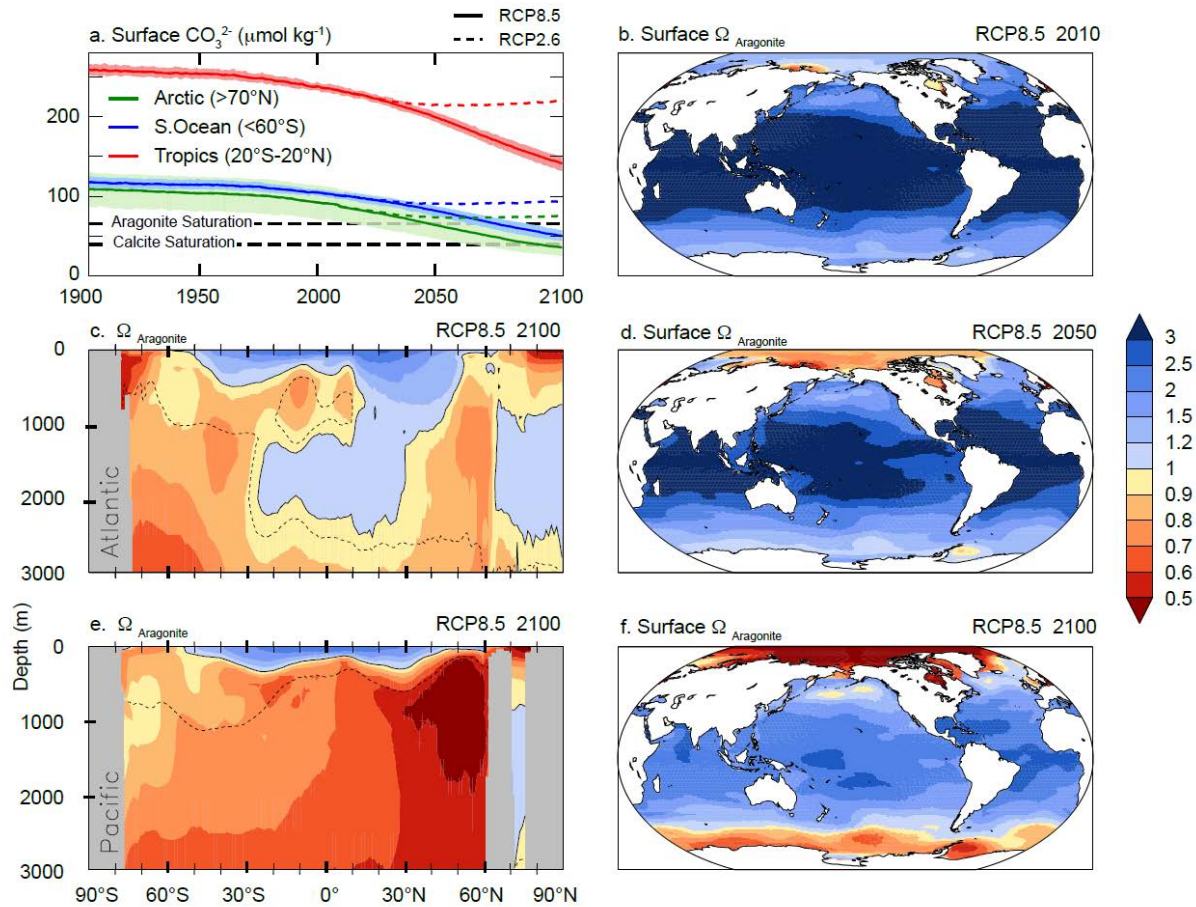 a. Surface CO₃²⁻ (μmol kg⁻¹)
RCP8.5
RCP2.6
200
100
0
Arctic (>70°N)
S.Ocean (<60°S)
Tropics (20°S-20°N)
Aragonite Saturation
Calcite Saturation
1900 1950 2000 2050 2100
b. Surface Ω Aragonite RCP8.5 2010
c. Ω Aragonite RCP8.5 2100
0
1000
2000
3000
Atlantic
d. Surface Ω Aragonite RCP8.5 2050
3
2
1.5
1.2
1
0.9
0.8
0.7
0.6
0.5
e. Ω Aragonite RCP8.5 2100
Depth (m)
0
1000
2000
3000
Pacific
90°S 60°S 30°S 0° 30°N 60°N 90°N
f. Surface Ω Aragonite RCP8.5 2100